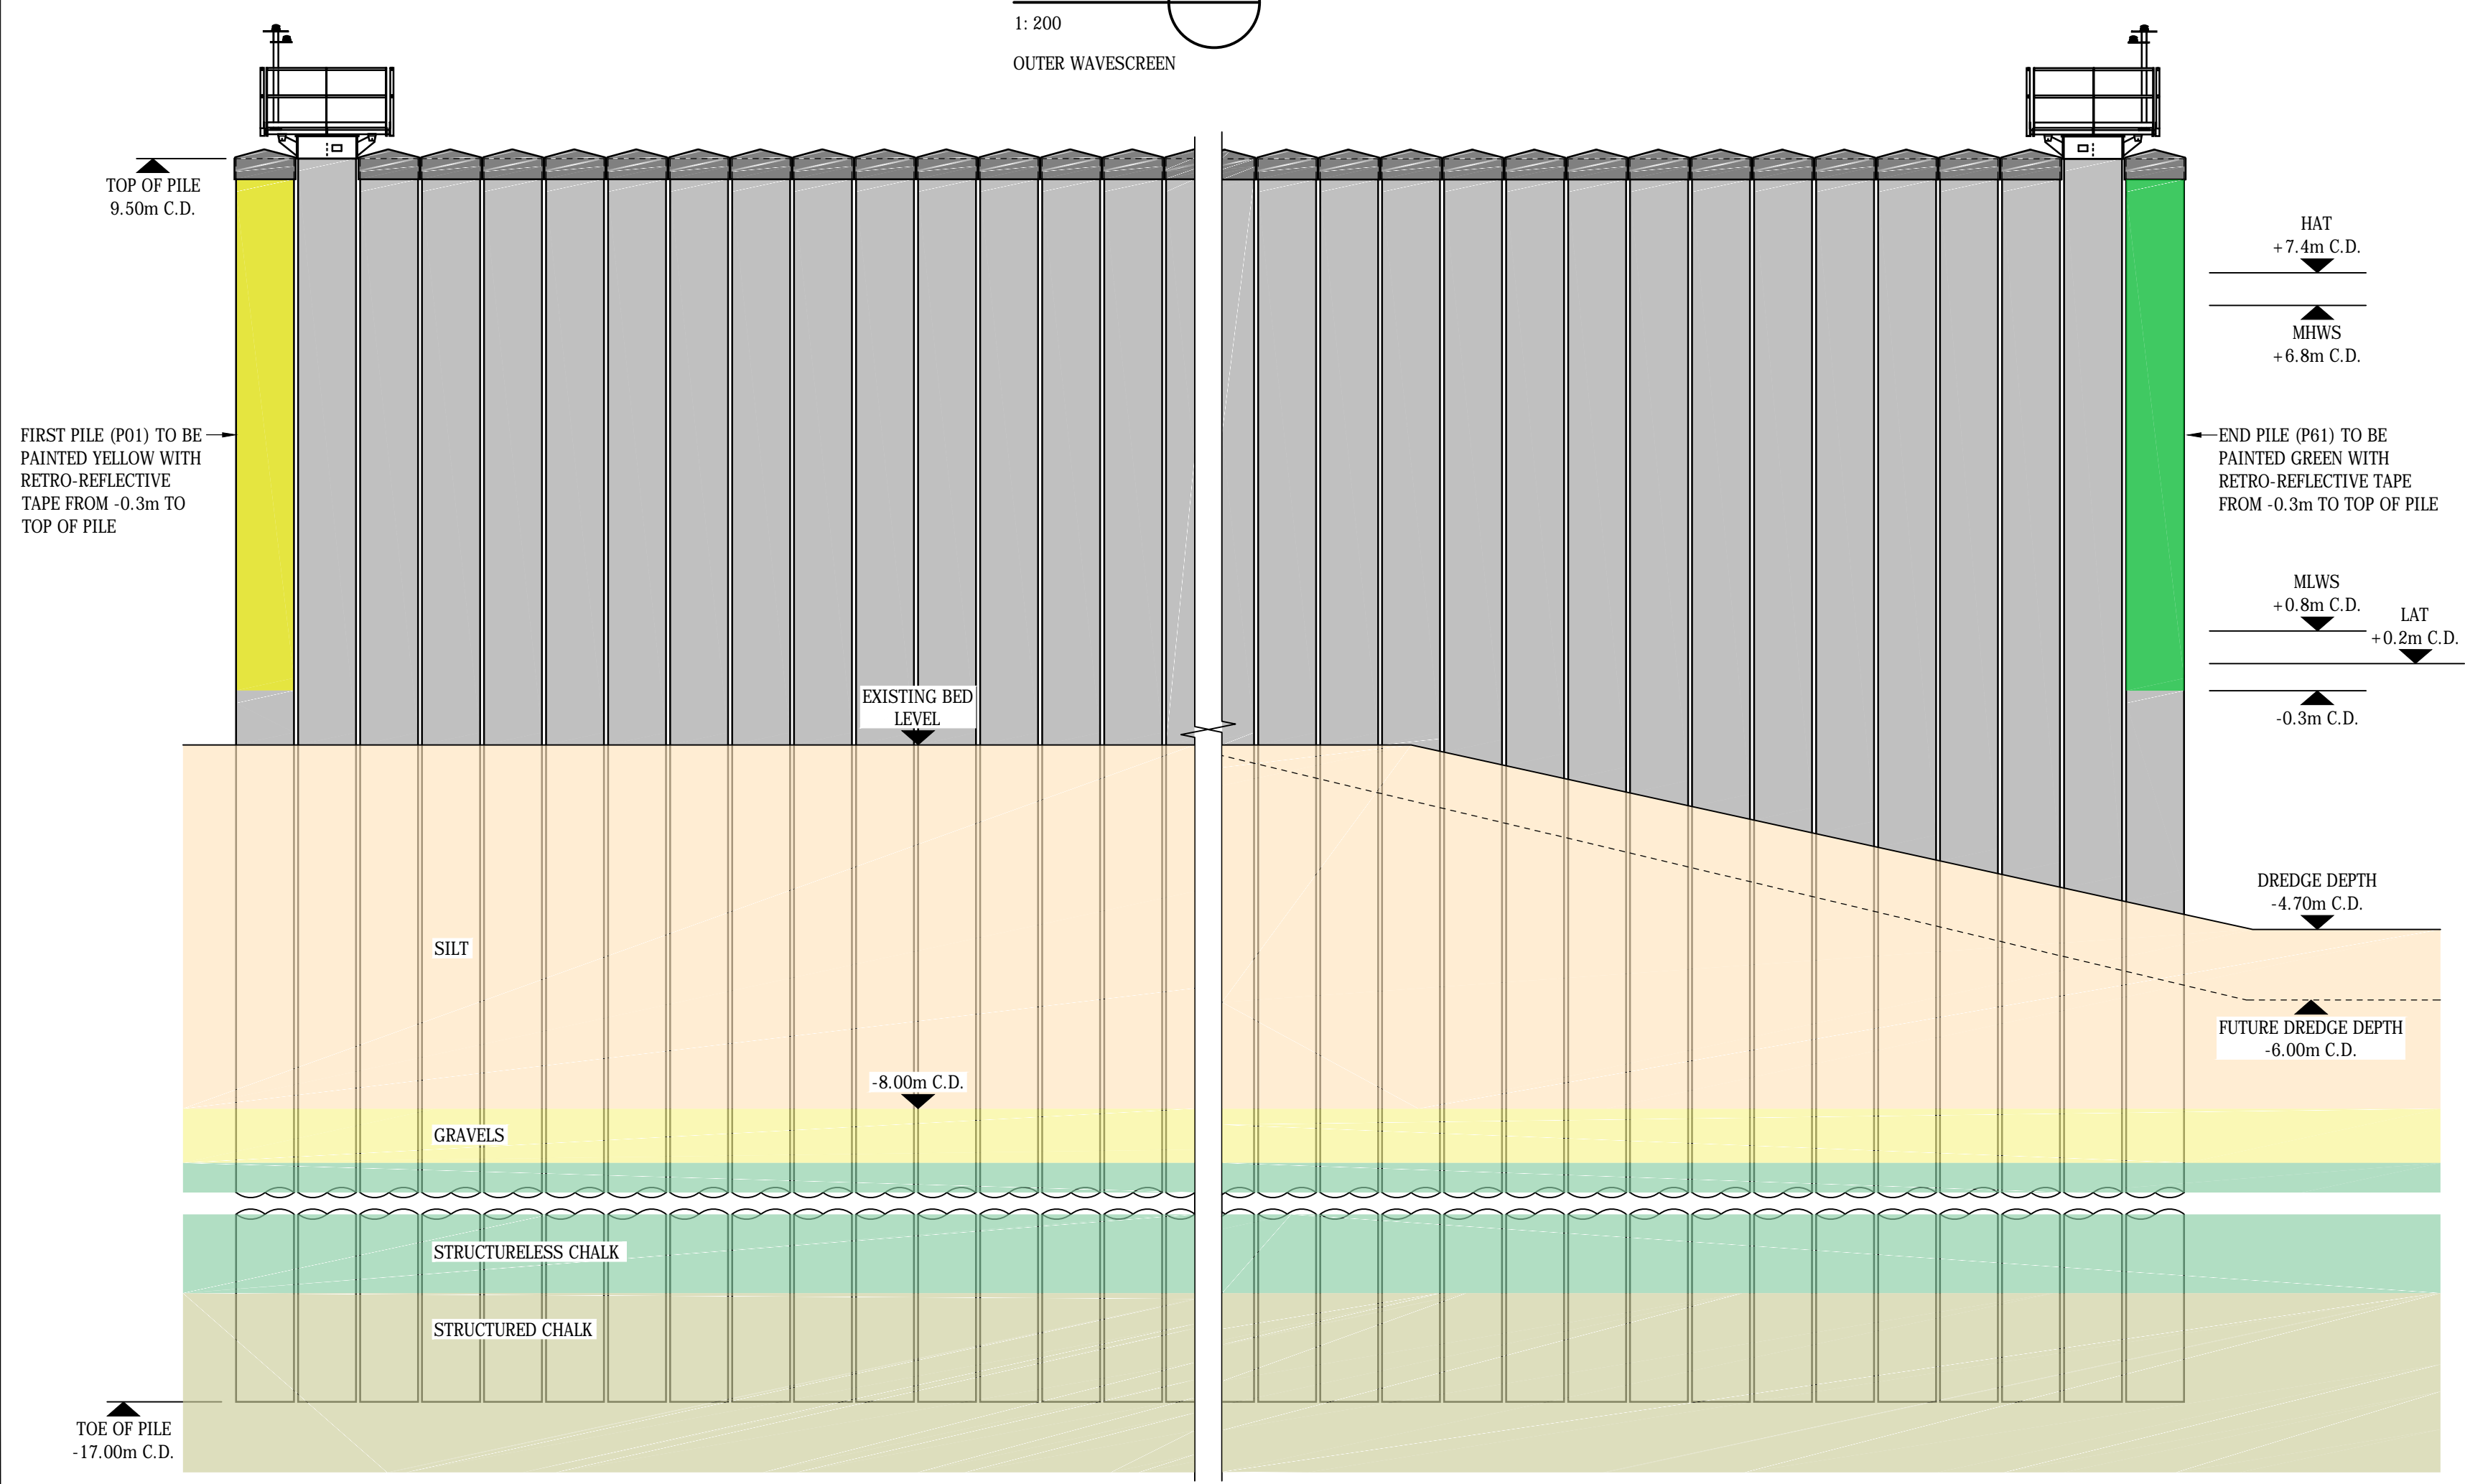 1: 200
OUTER WAVESCREEN
TOP OF PILE
9.50m C.D.
HAT
+7.4m C.D.
MHWS
+6.8m C.D.
FIRST PILE (P01) TO BE
PAINTED YELLOW WITH
RETRO-REFLECTIVE
TAPE FROM -0.3m TO
TOP OF PILE
END PILE (P61) TO BE
PAINTED GREEN WITH
RETRO-REFLECTIVE TAPE
FROM -0.3m TO TOP OF PILE
MLWS
+0.8m C.D.
LAT
+0.2m C.D.
-0.3m C.D.
EXISTING BED
LEVEL
DREDGE DEPTH
-4.70m C.D.
SILT
FUTURE DREDGE DEPTH
-6.00m C.D.
-8.00m C.D.
GRAVELS
STRUCTURELESS CHALK
STRUCTURED CHALK
TOE OF PILE
-17.00m C.D.